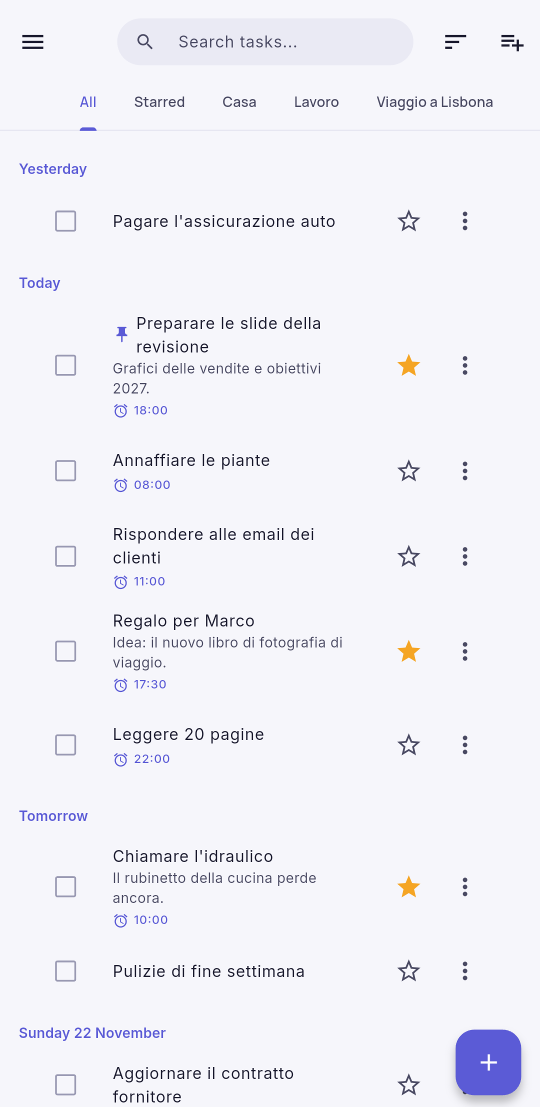 Search tasks...
All Starred Casa Lavoro Viaggio a Lisbona
Yesterday
Pagare l'assicurazione auto
Today
Preparare le slide della
revisione
Grafici delle vendite e obiettivi
2027.
18:00
Annaffiare le piante
08:00
Rispondere alle email dei
clienti
11:00
Regalo per Marco
Idea: il nuovo libro di fotografia di
viaggio.
17:30
Leggere 20 pagine
22:00
Tomorrow
Chiamare l'idraulico
Il rubinetto della cucina perde
ancora.
10:00
Pulizie di fine settimana
Sunday 22 November
Aggiornare il contratto
fornitore